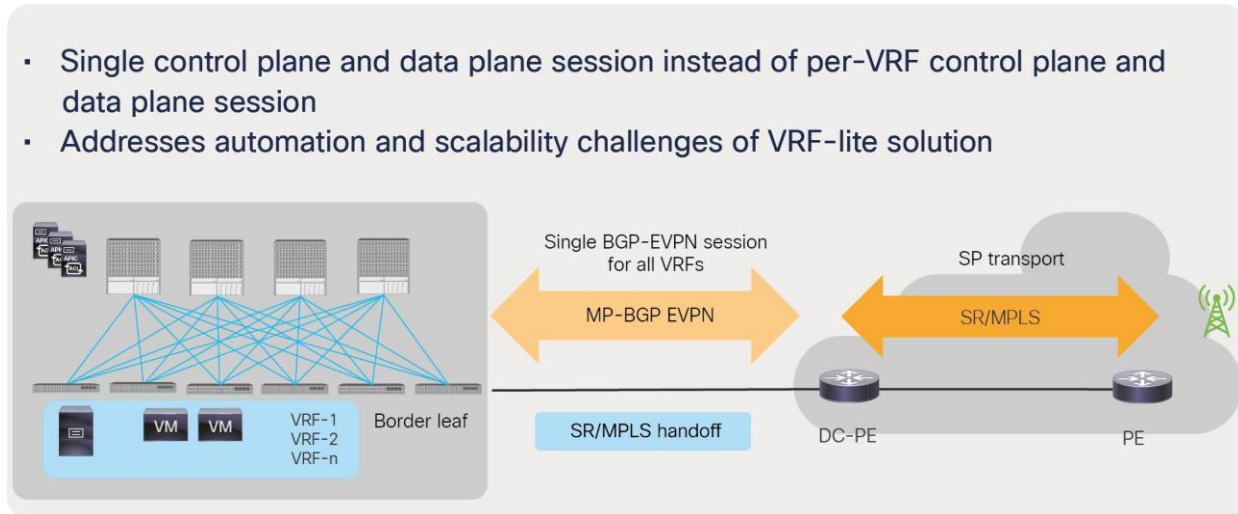 · Single control plane and data plane session instead of per-VRF control plane and
data plane session
· Addresses automation and scalability challenges of VRF-lite solution
APIC
ACI
Single BGP-EVPN session
for all VRFs
SP transport
MP-BGP EVPN
SR/MPLS
VM
VM
VRF-1
VRF-2
VRF-n
Border leaf
SR/MPLS handoff
DC-PE
PE